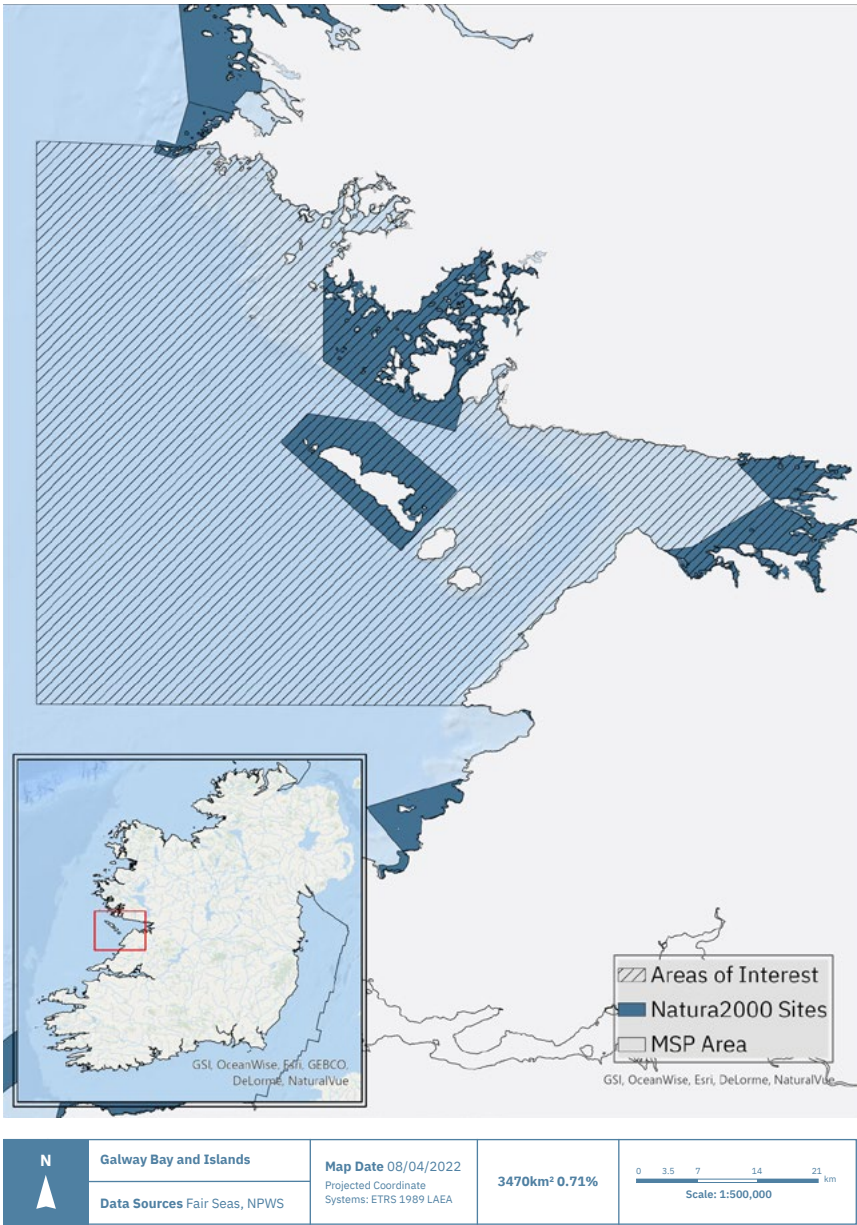 Areas of Interest
Natura2000 Sites
MSP Area
GSI, OceanWise, Esri, GEBCO,
DeLorme, NaturalVue
GSI, OceanWise, Esri, DeLorme, NaturalVue
N
Galway Bay and Islands
Data Sources Fair Seas, NPWS
Map Date 08/04/2022
Projected Coordinate
Systems: ETRS 1989 LAEA
3470km² 0.71%
0 3.5 7 14 21
km
Scale: 1:500,000